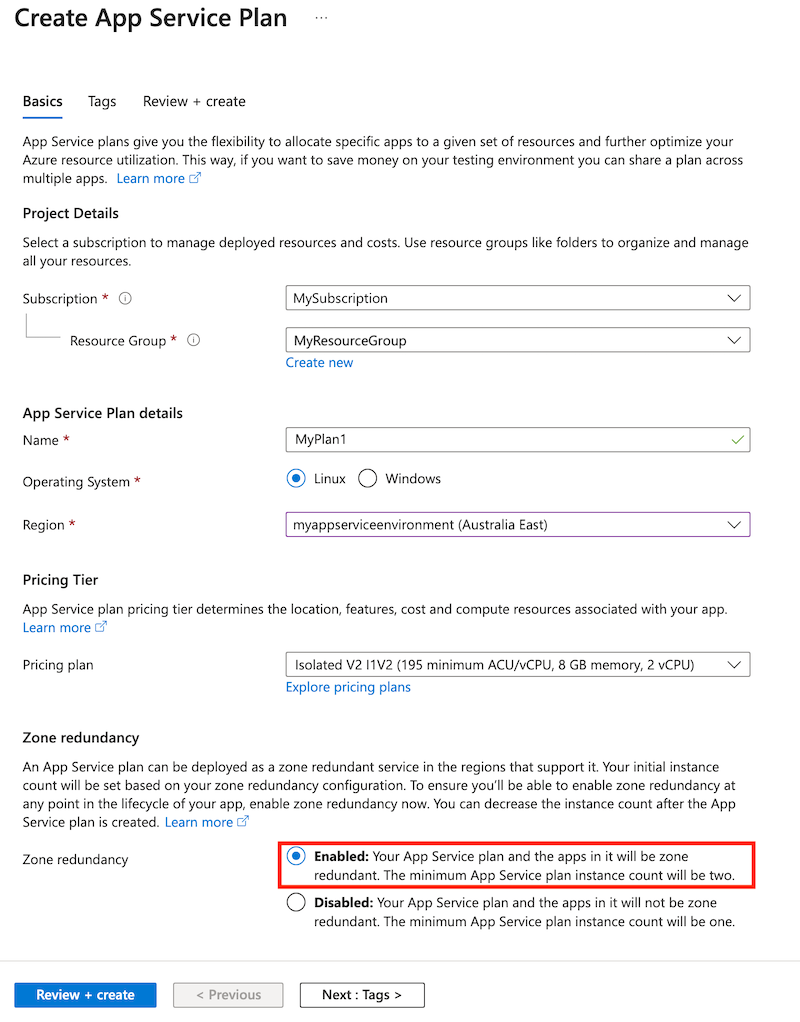 Create App Service Plan ...
Basics Tags Review + create
App Service plans give you the flexibility to allocate specific apps to a given set of resources and further optimize your
Azure resource utilization. This way, if you want to save money on your testing environment you can share a plan across
multiple apps. Learn more
Project Details
Select a subscription to manage deployed resources and costs. Use resource groups like folders to organize and manage
all your resources.
Subscription * MySubscription
Resource Group * MyResourceGroup
Create new
App Service Plan details
Name * MyPlan1
Operating System * Linux Windows
Region * myappserviceenvironment (Australia East)
Pricing Tier
App Service plan pricing tier determines the location, features, cost and compute resources associated with your app.
Learn more
Pricing plan Isolated V2 I1V2 (195 minimum ACU/vCPU, 8 GB memory, 2 vCPU)
Explore pricing plans
Zone redundancy
An App Service plan can be deployed as a zone redundant service in the regions that support it. Your initial instance
count will be set based on your zone redundancy configuration. To ensure you'll be able to enable zone redundancy at
any point in the lifecycle of your app, enable zone redundancy now. You can decrease the instance count after the App
Service plan is created. Learn more
Zone redundancy Enabled: Your App Service plan and the apps in it will be zone
redundant. The minimum App Service plan instance count will be two.
Disabled: Your App Service plan and the apps in it will not be zone
redundant. The minimum App Service plan instance count will be one.
Review + create < Previous Next : Tags >